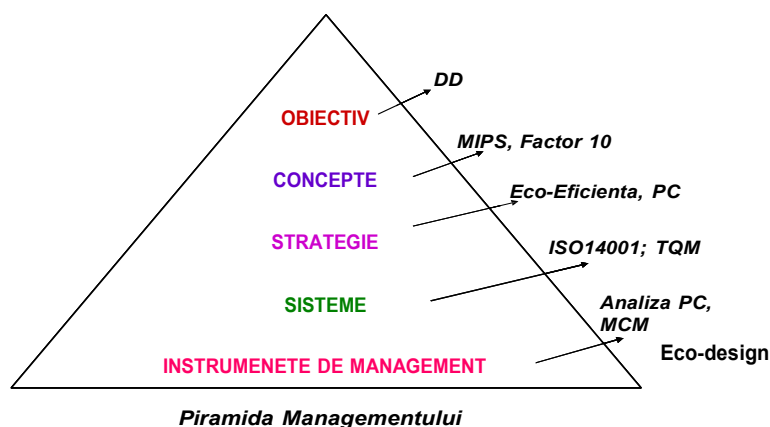 DD
OBIECTIV
MIPS, Factor 10
CONCEPTE
Eco-Eficienta, PC
STRATEGIE
ISO14001; TQM
SISTEME
Analiza PC,
MCM
Eco-design
INSTRUMENETE DE MANAGEMENT
Piramida Managementului